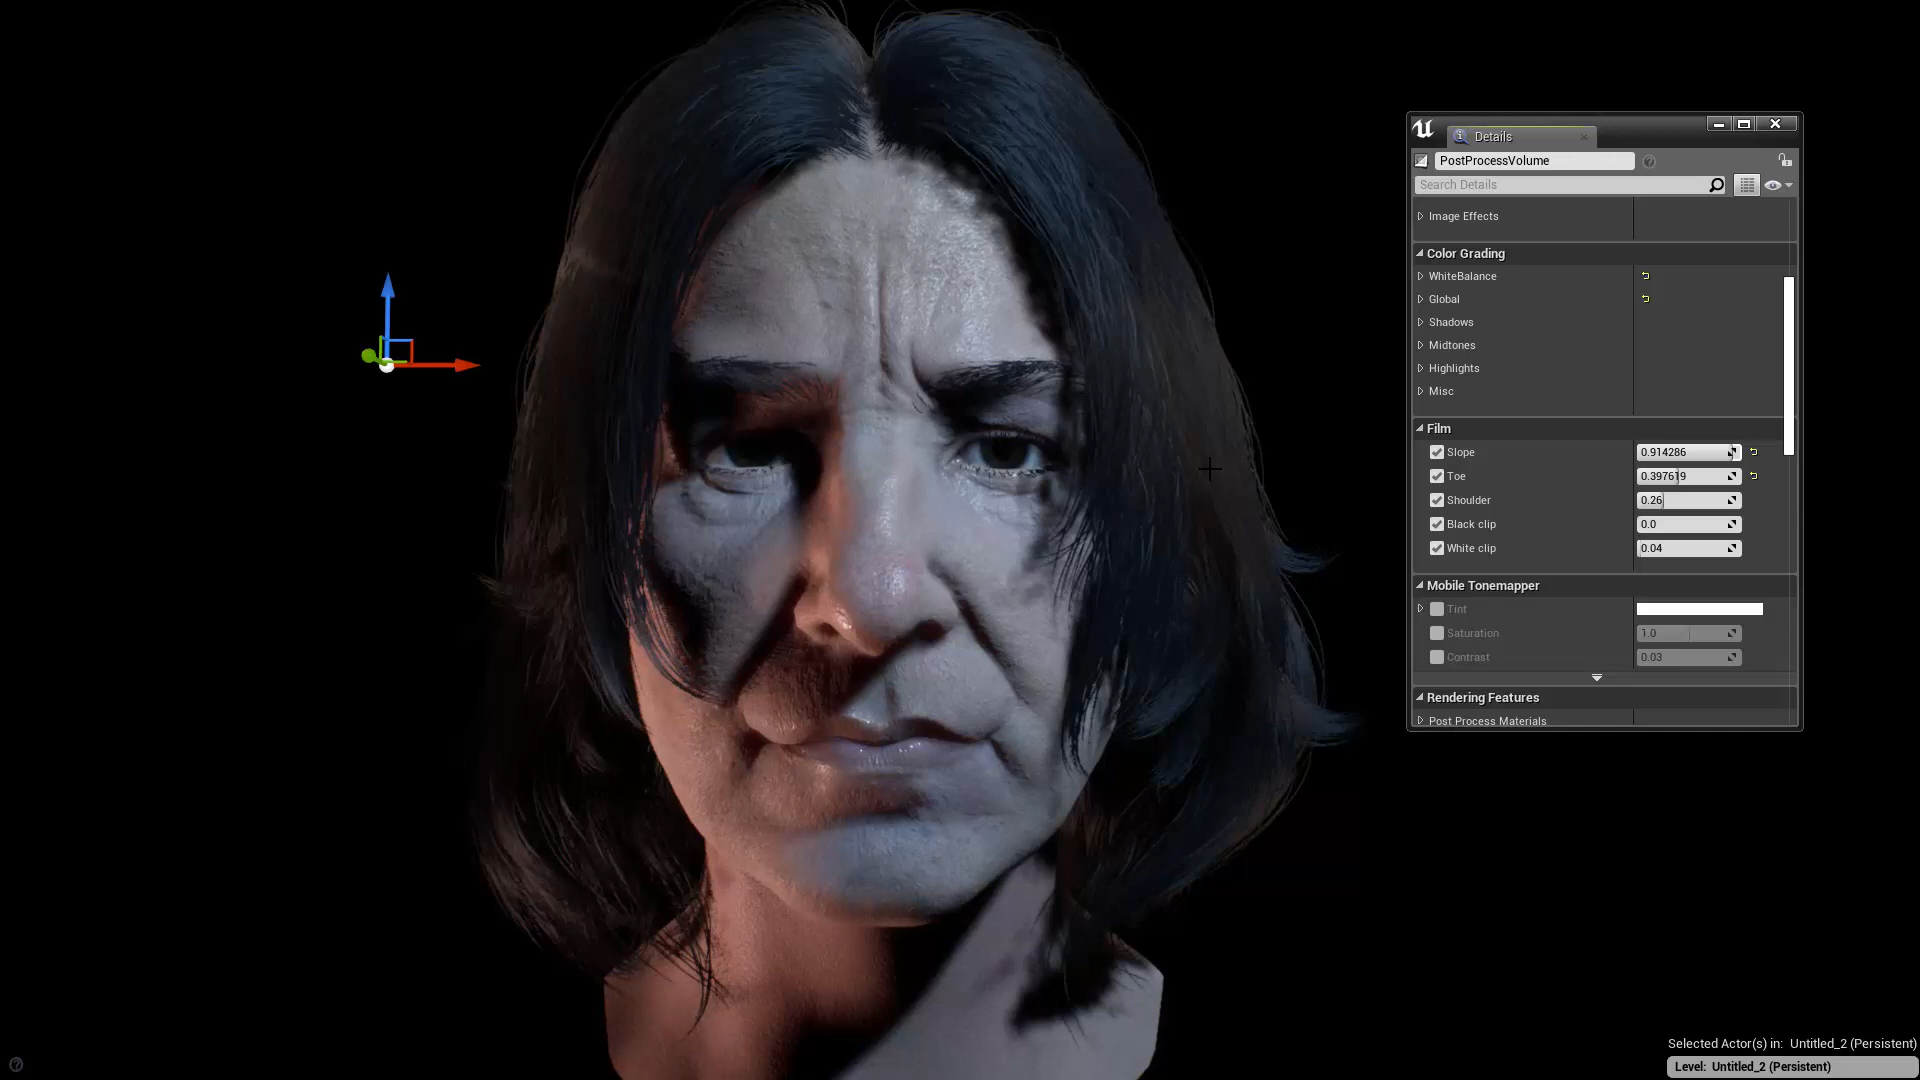 Details
PostProcessVolume
Search Details
Image Effects
Color Grading
WhiteBalance
Global
Shadows
Midtones
Highlights
Misc
Film
Slope 0.914286
Toe 0.397619
Shoulder 0.26
Black clip 0.0
White clip 0.04
Mobile Tonemapper
Tint
Saturation 1.0
Contrast 0.03
Rendering Features
Post Process Materials
Selected Actor(s) in: Untitled_2 (Persistent)
Level: Untitled_2 (Persistent)